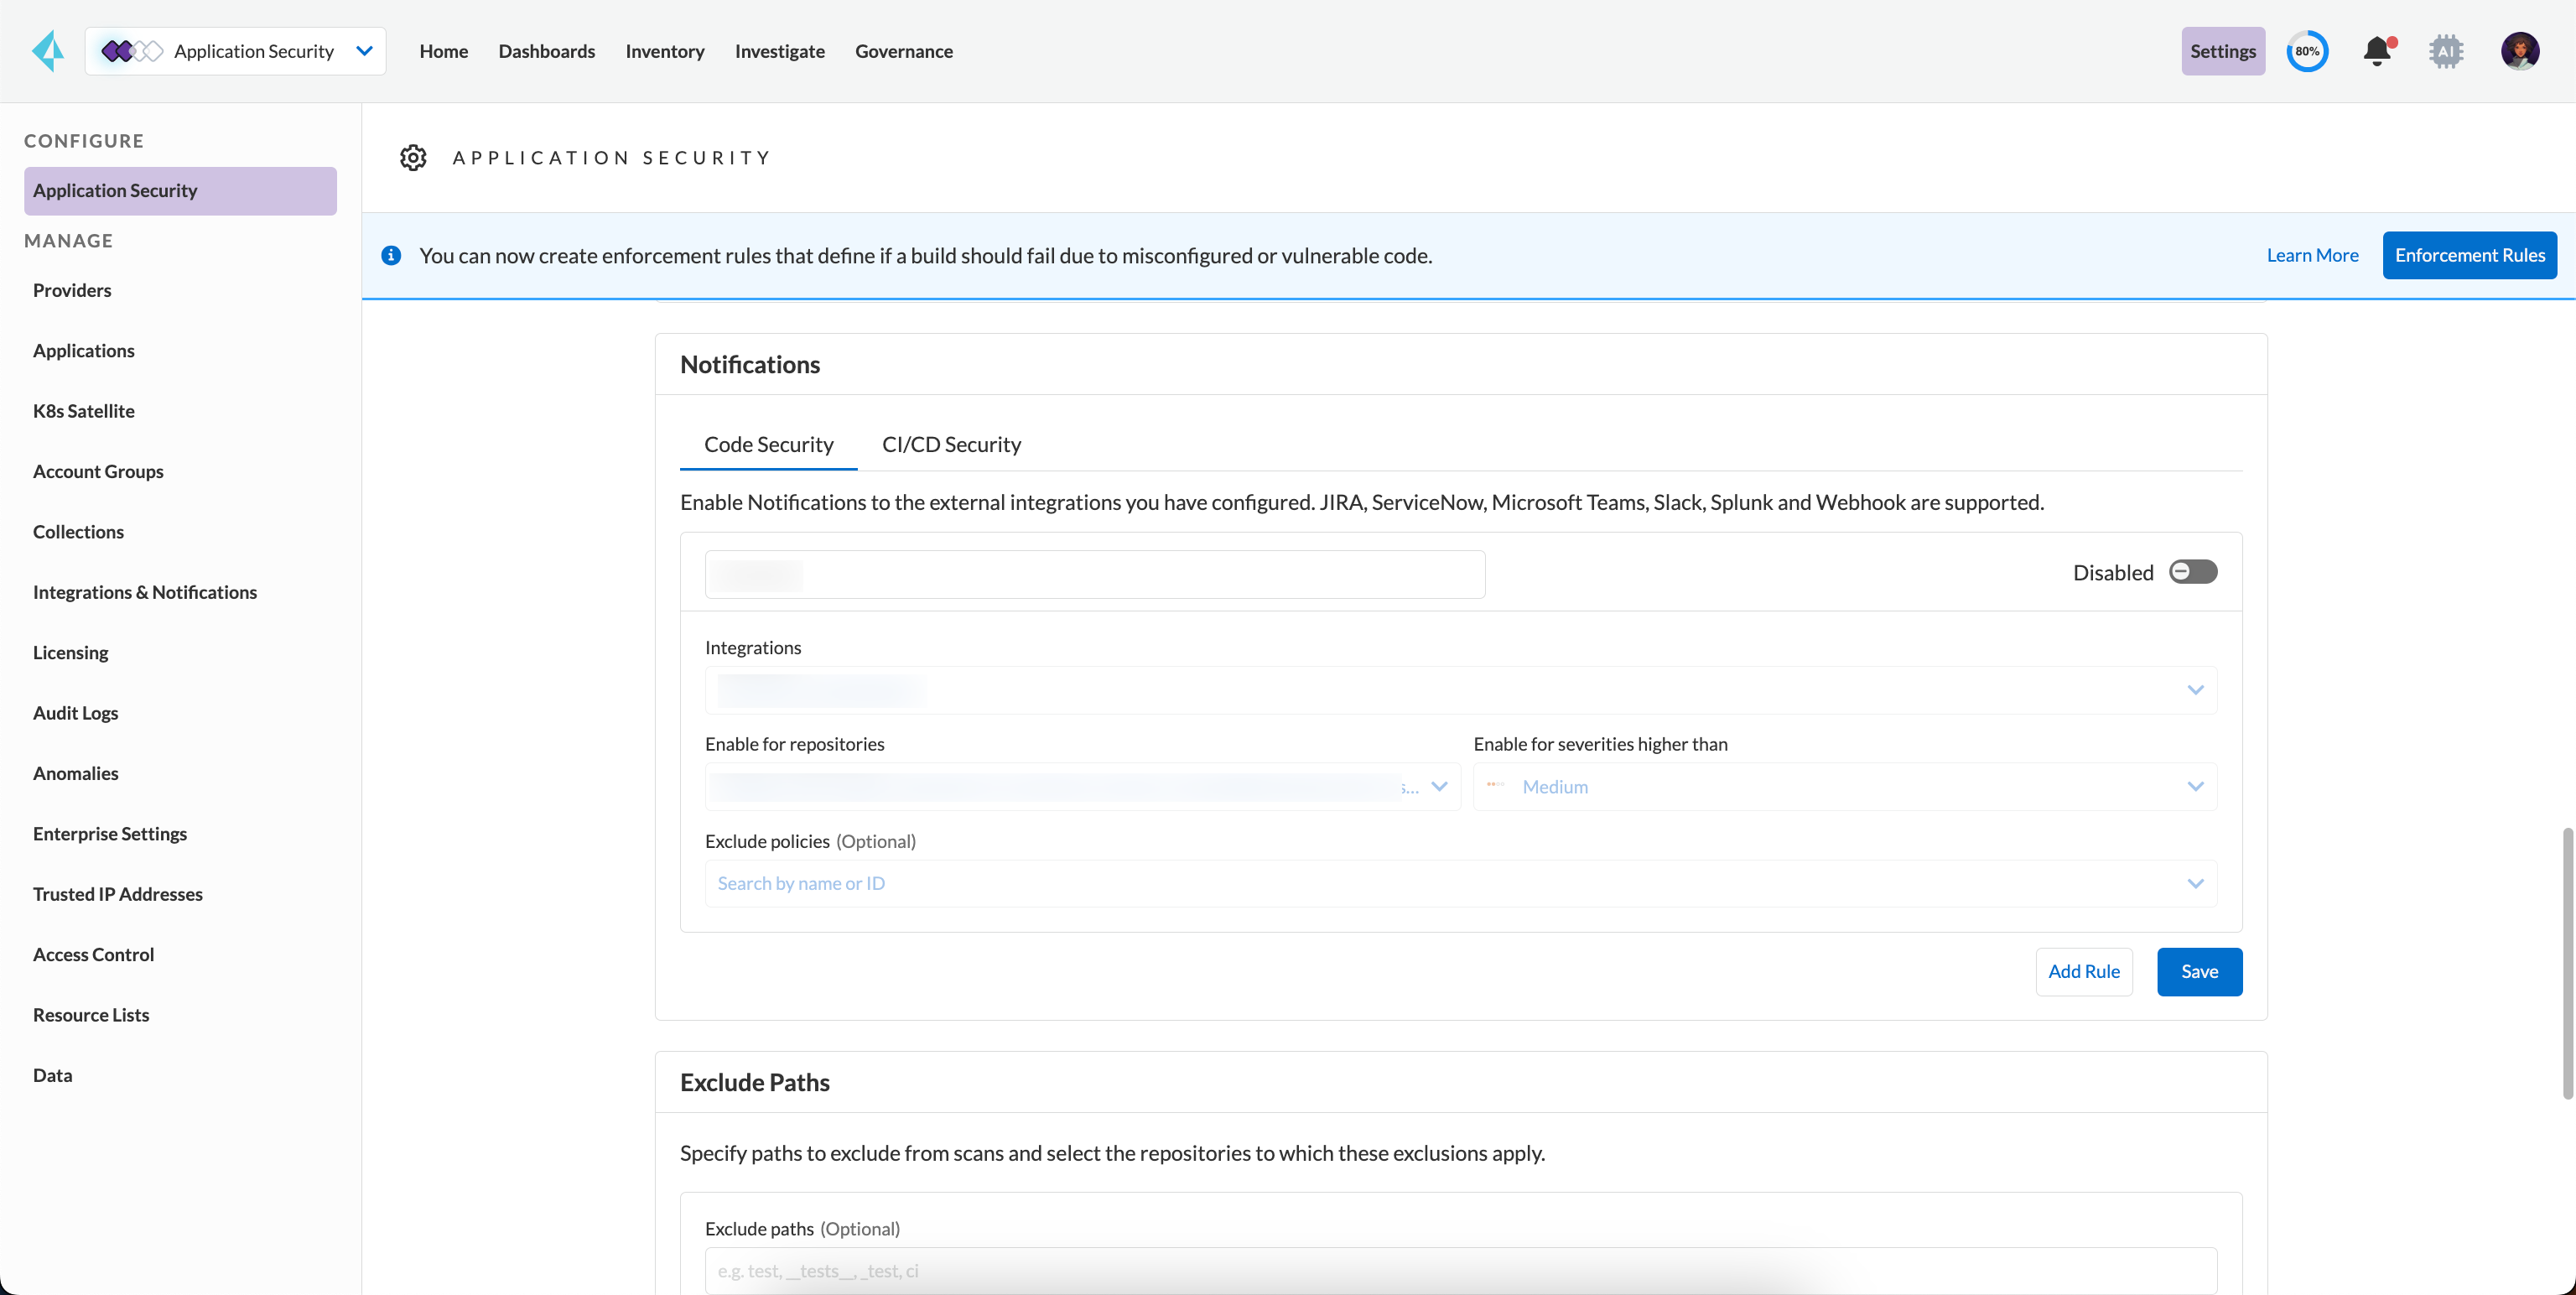 Application Security
Home
Dashboards
Inventory
Investigate
Governance
Settings
80%
AI
CONFIGURE
Application Security
MANAGE
Providers
Applications
K8s Satellite
Account Groups
Collections
Integrations & Notifications
Licensing
Audit Logs
Anomalies
Enterprise Settings
Trusted IP Addresses
Access Control
Resource Lists
Data
APPLICATION SECURITY
You can now create enforcement rules that define if a build should fail due to misconfigured or vulnerable code.
Learn More
Enforcement Rules
Notifications
Code Security
CI/CD Security
Enable Notifications to the external integrations you have configured. JIRA, ServiceNow, Microsoft Teams, Slack, Splunk and Webhook are supported.
Disabled
Integrations
Enable for repositories
Enable for severities higher than
s...
Medium
Exclude policies (Optional)
Search by name or ID
Add Rule
Save
Exclude Paths
Specify paths to exclude from scans and select the repositories to which these exclusions apply.
Exclude paths (Optional)
e.g. test, __tests__, _test, ci